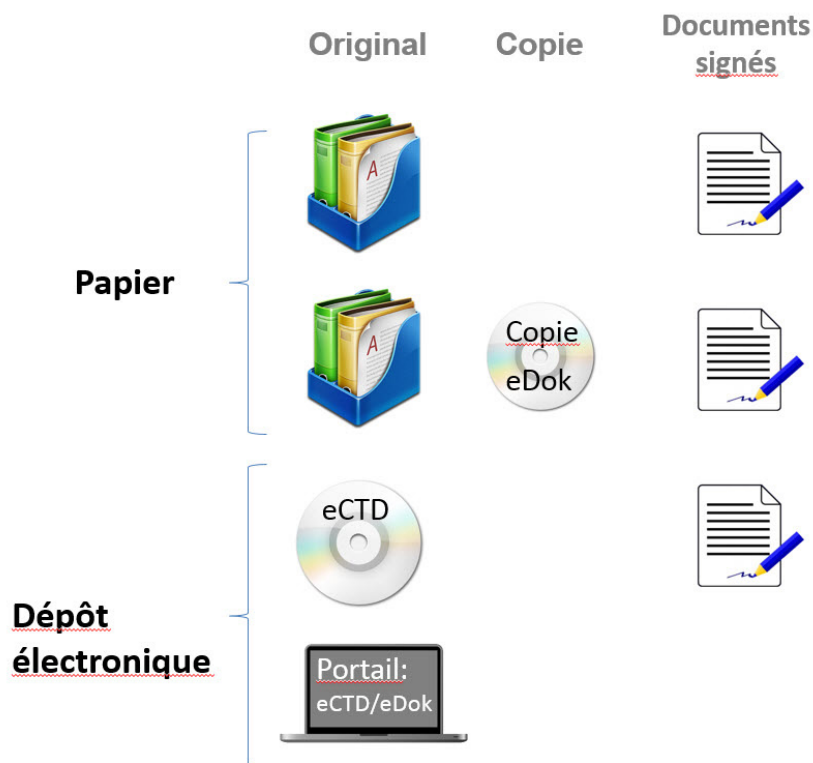 Original
Copie
Documents
signés
A
Papier
A
Copie
eDok
eCTD
Dépôt
électronique
Portail:
eCTD/eDok